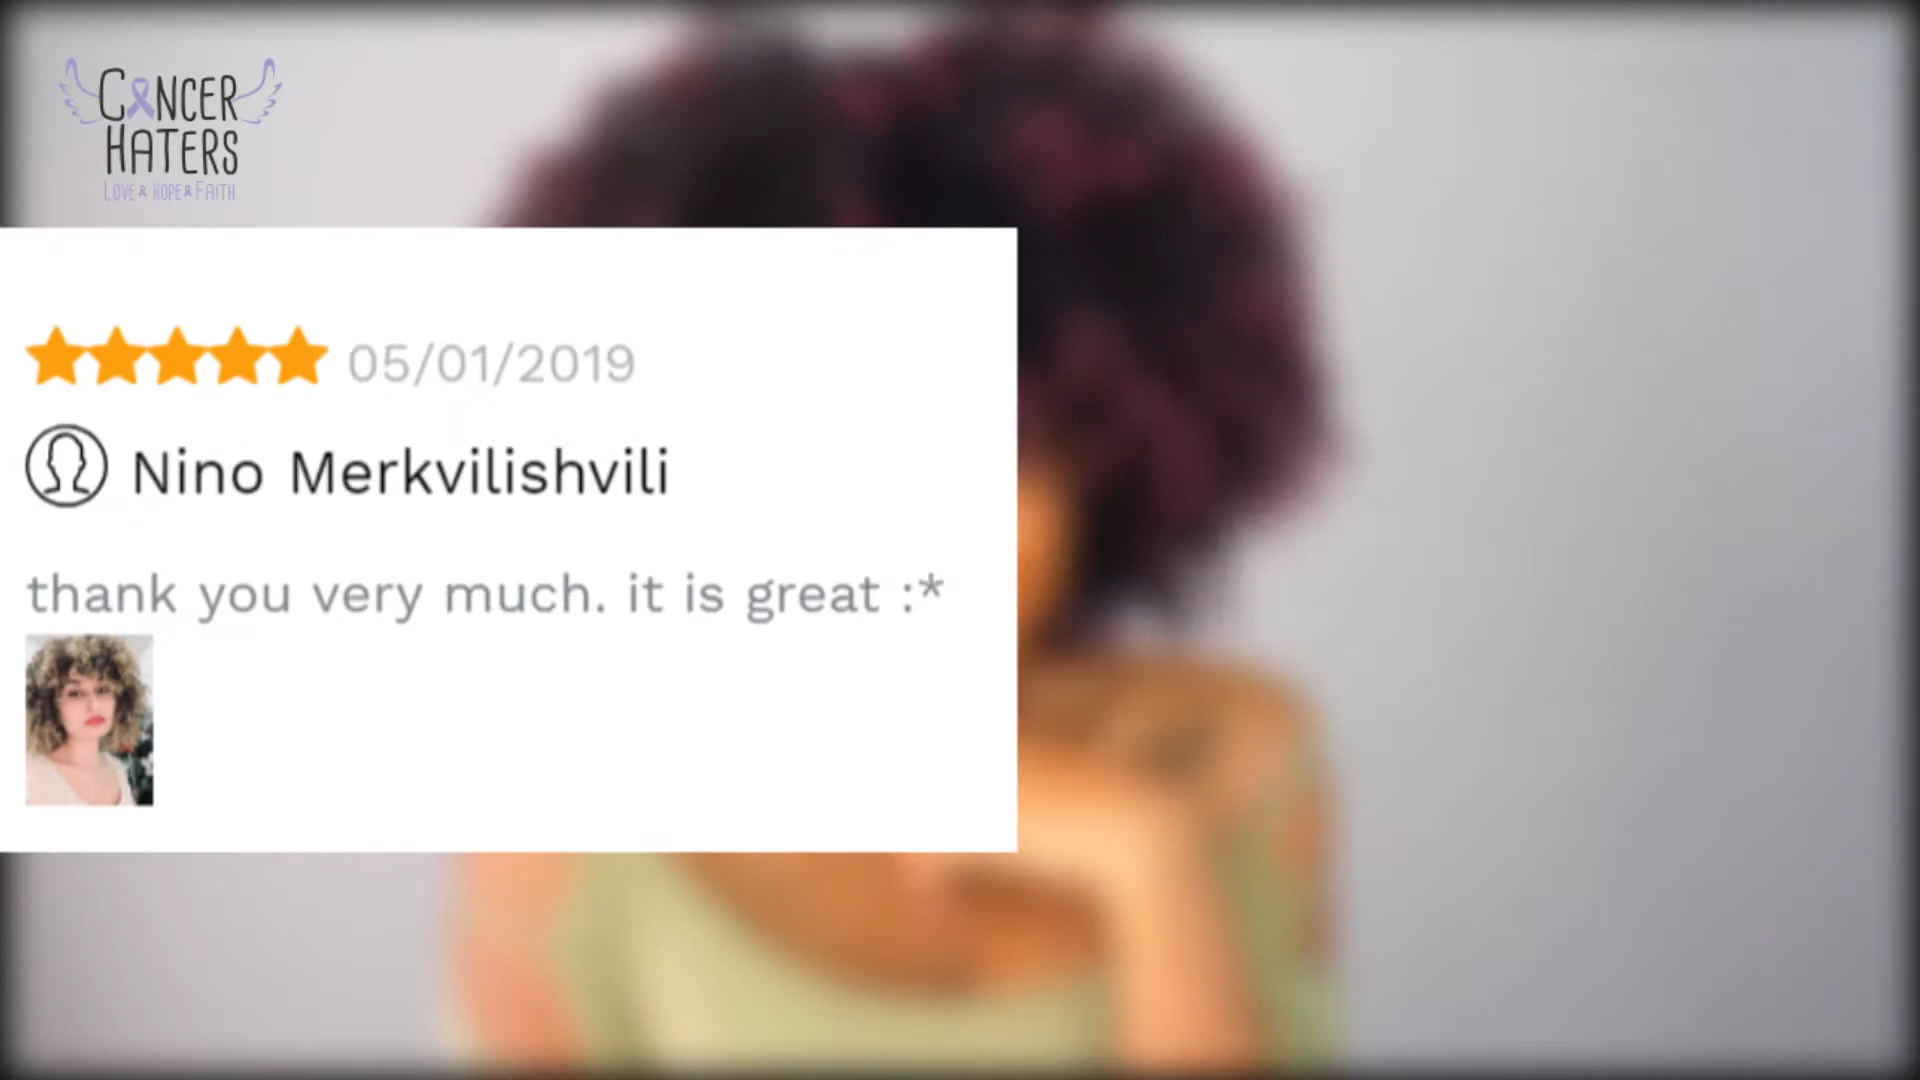 CANCER
HATERS
LOVE HOPE FAITH
05/01/2019
Nino Merkvilishvili
thank you very much. it is great :*